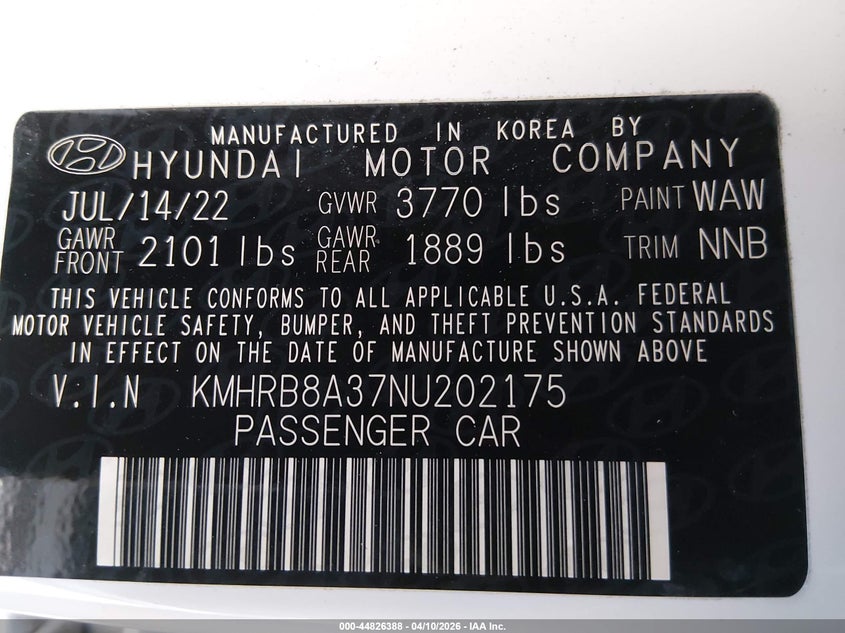 MANUFACTURED IN KOREA BY
HYUNDAI MOTOR COMPANY
JUL/14/22 GVWR 3770 lbs PAINT WAW
GAWR FRONT 2101 lbs GAWR REAR 1889 lbs TRIM NNB
THIS VEHICLE CONFORMS TO ALL APPLICABLE U.S.A. FEDERAL
MOTOR VEHICLE SAFETY, BUMPER, AND THEFT PREVENTION STANDARDS
IN EFFECT ON THE DATE OF MANUFACTURE SHOWN ABOVE
V.I.N KMHRB8A37NU202175
PASSENGER CAR
000-44826388 - 04/10/2026 - IAA Inc.